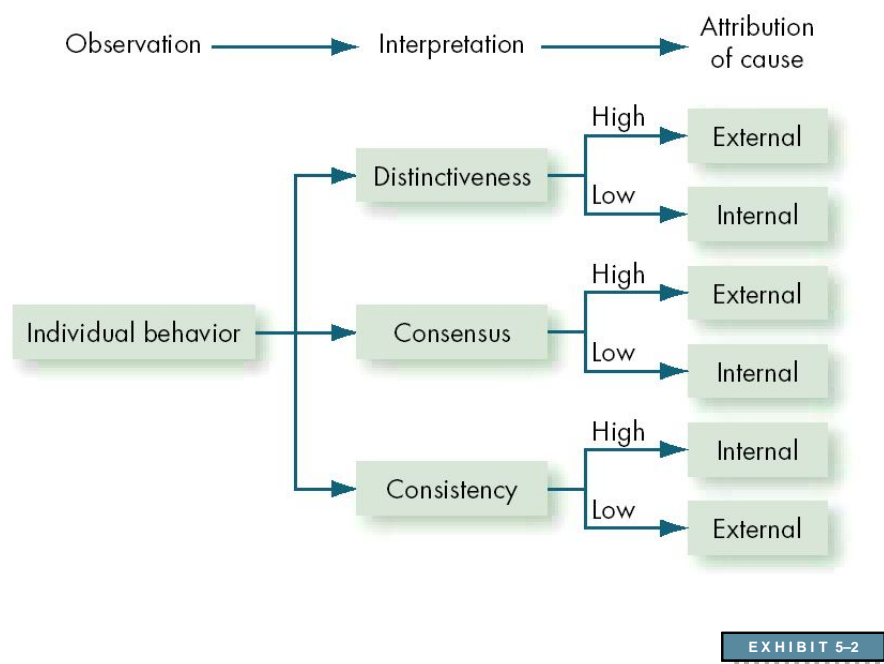 Observation
Interpretation
Attribution
of cause
High
External
Distinctiveness
Low
Internal
High
External
Individual behavior
Consensus
Low
Internal
High
Internal
Consistency
Low
External
EXHIBIT 5–2